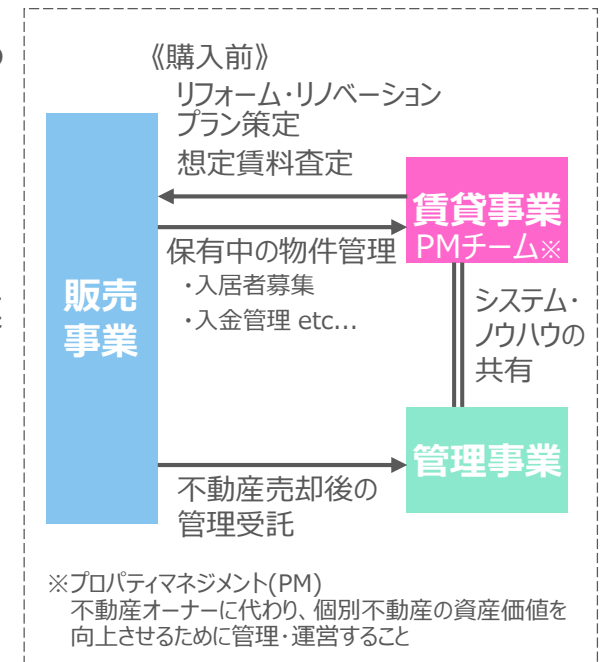 《購入前》
リフォーム・リノベーション
プラン策定
想定賃料査定
賃貸事業
PMチーム※
保有中の物件管理
・入居者募集
・入金管理 etc...
販売
事業
システム・
ノウハウの
共有
管理事業
不動産売却後の
管理受託
※プロパティマネジメント(PM)
不動産オーナーに代わり、個別不動産の資産価値を
向上させるために管理・運営すること